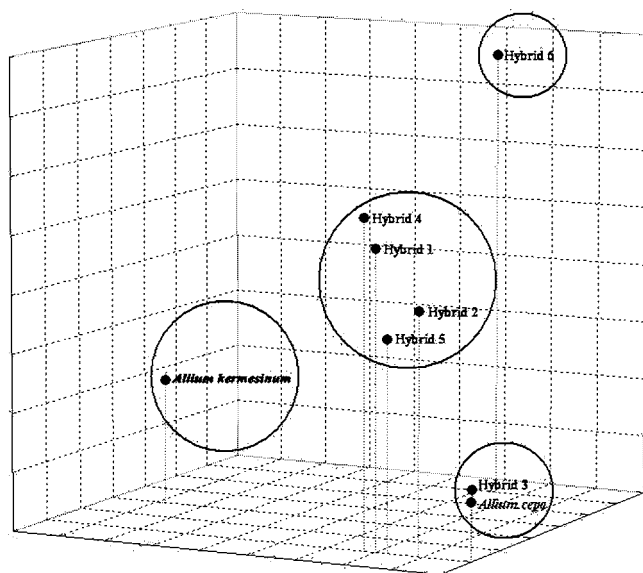 Hybrid 6
Hybrid 4
Hybrid 1
Hybrid 2
Hybrid 5
Allium kermesinum
Hybrid 3
Allium cepa